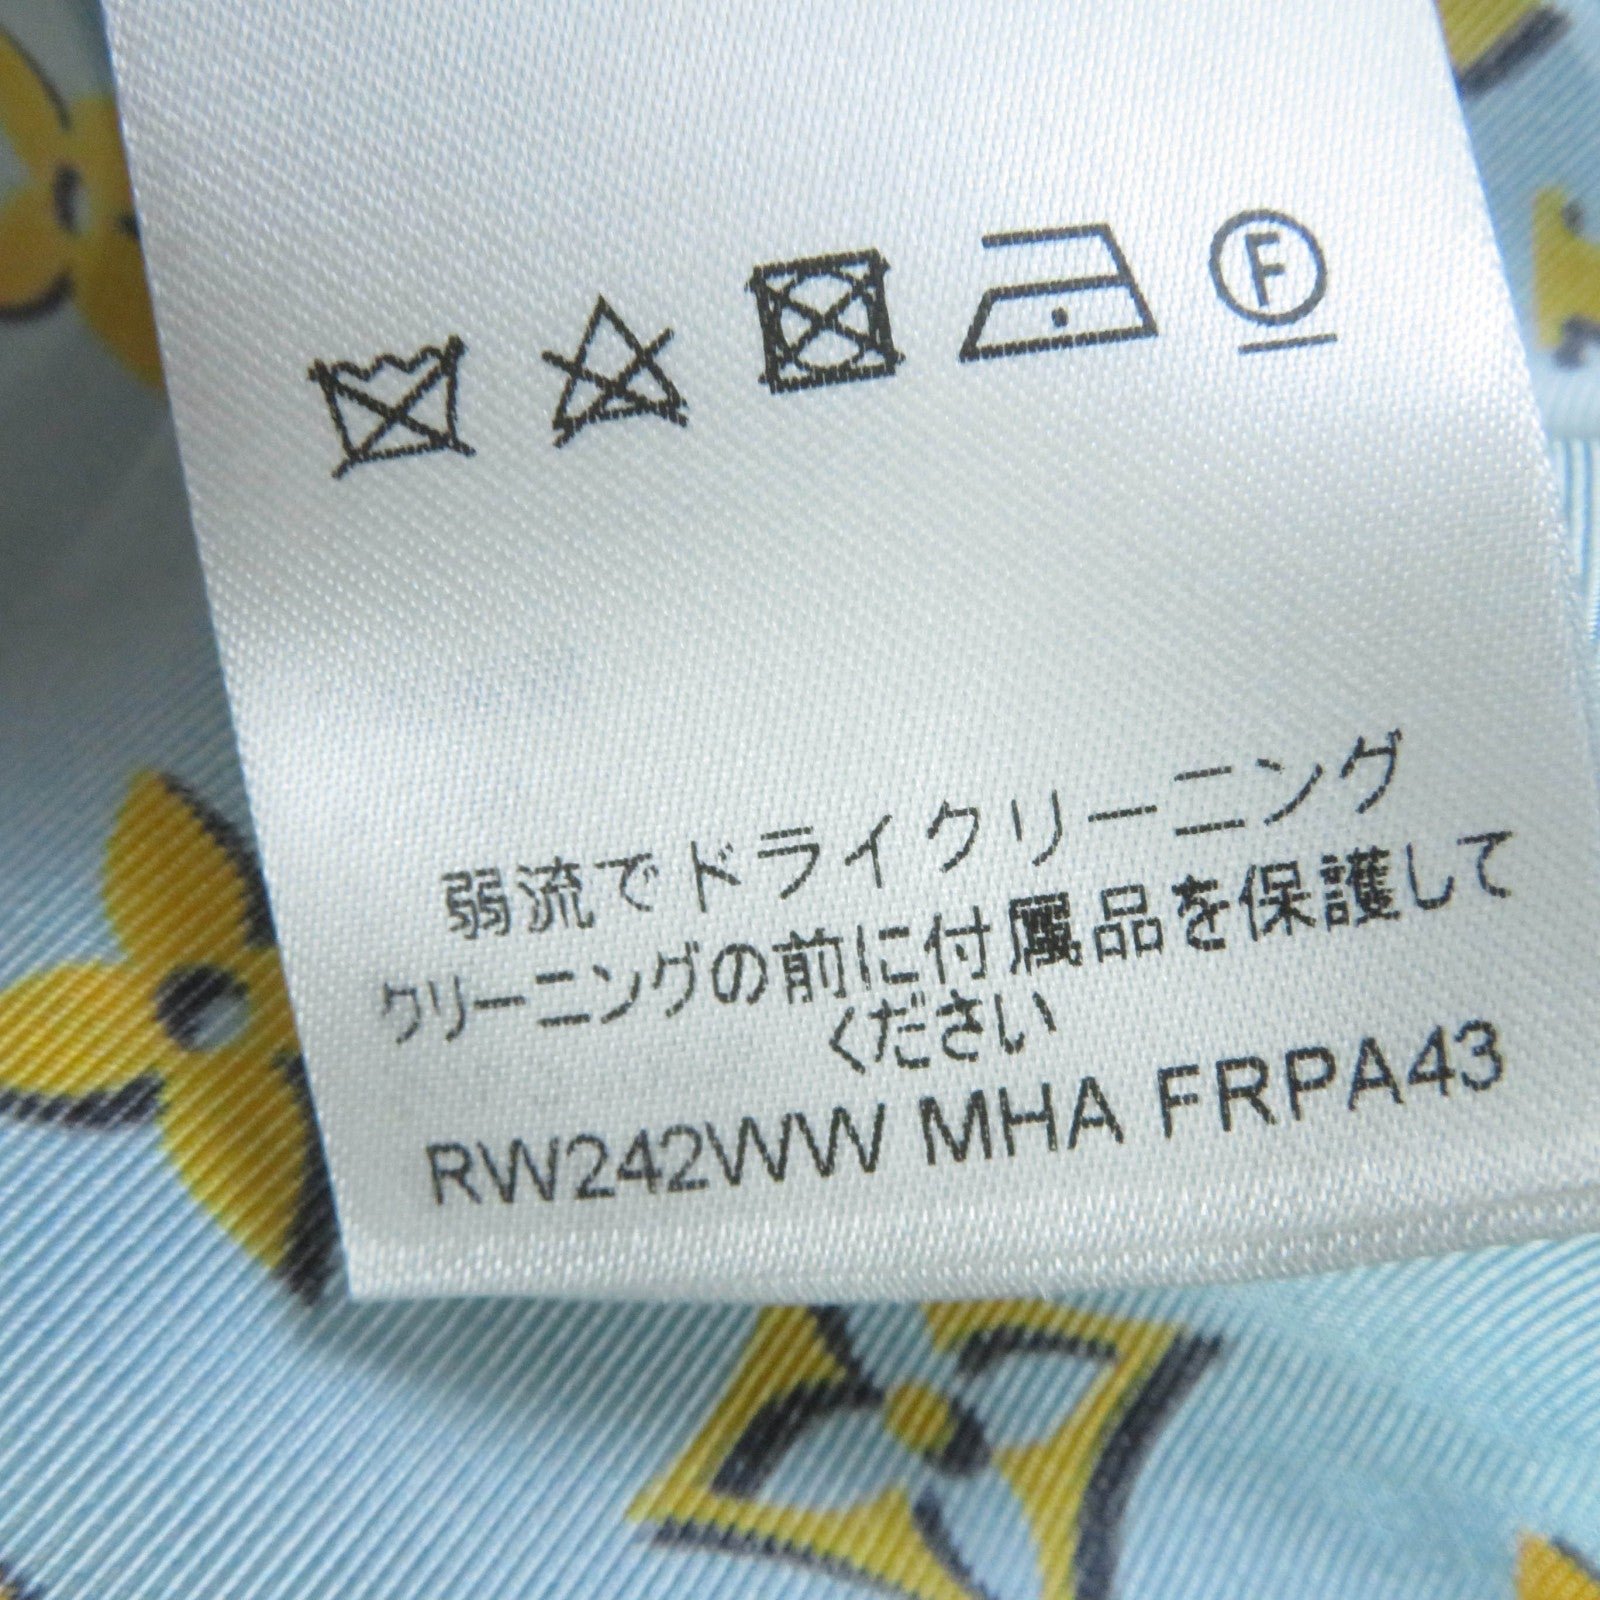 F
弱流でドライクリーニング
クリーニングの前に付属品を保護して
ください
RW242WW MHA FRPA43